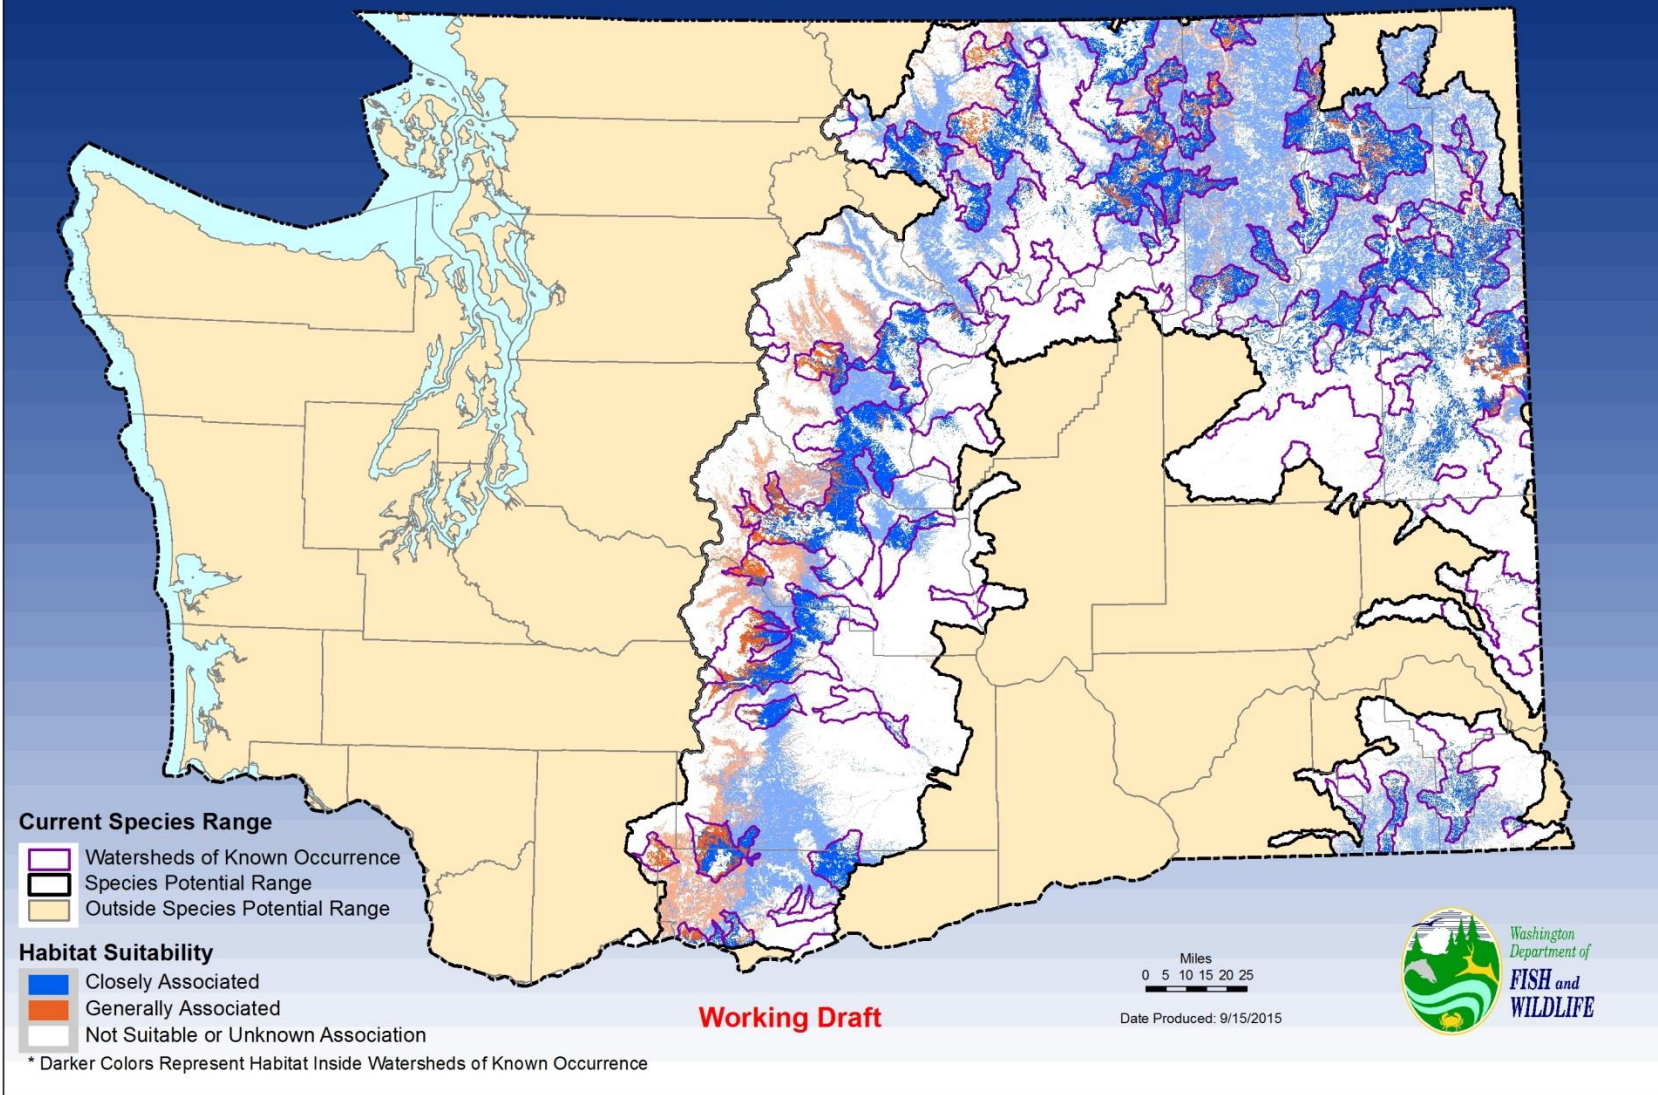 Current Species Range
Watersheds of Known Occurrence
Species Potential Range
Outside Species Potential Range
Habitat Suitability
Closely Associated
Generally Associated
Not Suitable or Unknown Association
* Darker Colors Represent Habitat Inside Watersheds of Known Occurrence
Working Draft
Miles
0 5 10 15 20 25
Date Produced: 9/15/2015
Washington
Department of
FISH and
WILDLIFE